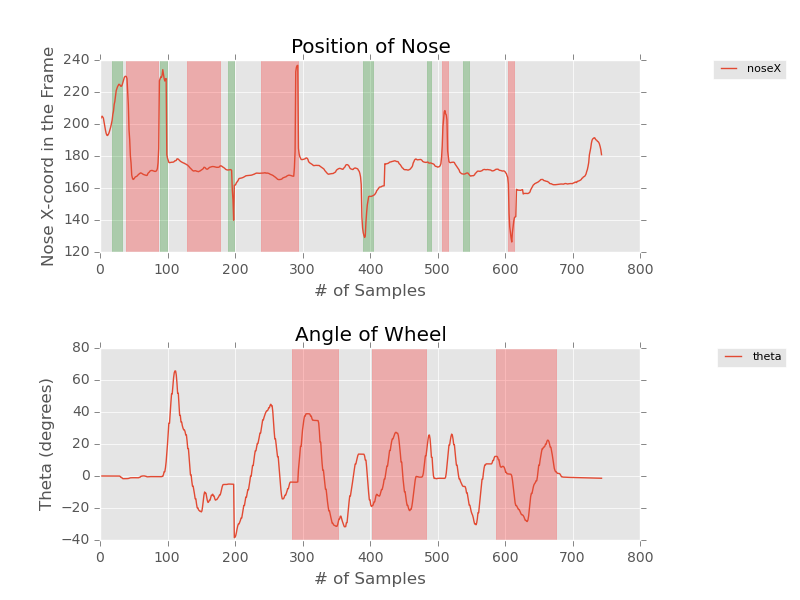 Position of Nose
Nose X-coord in the Frame
240
220
200
180
160
140
120
0 100 200 300 400 500 600 700 800
# of Samples
noseX
Angle of Wheel
Theta (degrees)
80
60
40
20
0
−20
−40
0 100 200 300 400 500 600 700 800
# of Samples
theta